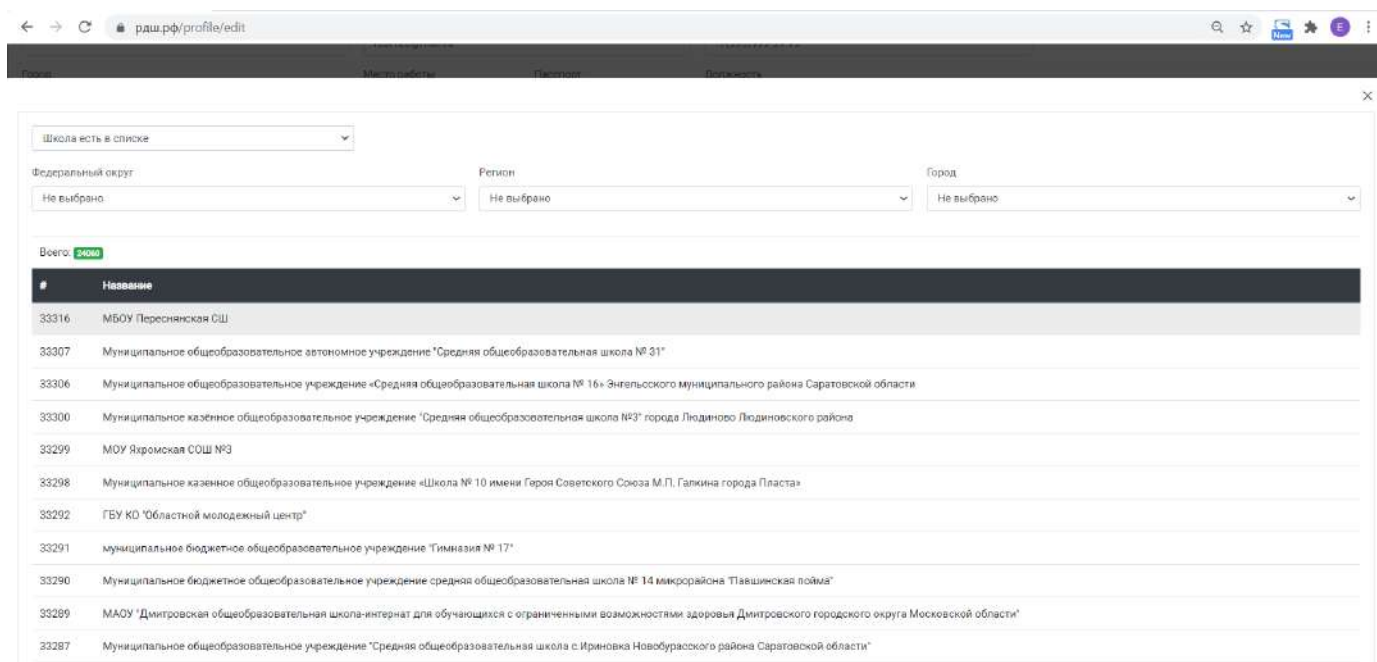 рдш.рф/profile/edit
New
E
Город Место работы Паспорт Должность
Школа есть в списке
Федеральный округ Регион Город
Не выбрано Не выбрано Не выбрано
Всего: 24060
# Название
33316 МБОУ Переснянская СШ
33307 Муниципальное общеобразовательное автономное учреждение "Средняя общеобразовательная школа № 31"
33306 Муниципальное общеобразовательное учреждение «Средняя общеобразовательная школа № 16» Энгельсского муниципального района Саратовской области
33300 Муниципальное казённое общеобразовательное учреждение "Средняя общеобразовательная школа №3" города Людиново Людиновского района
33299 МОУ Яхромская СОШ №3
33298 Муниципальное казенное общеобразовательное учреждение «Школа № 10 имени Героя Советского Союза М.П. Галкина города Пласта»
33292 ГБУ КО "Областной молодежный центр"
33291 муниципальное бюджетное общеобразовательное учреждение "Гимназия № 17"
33290 Муниципальное бюджетное общеобразовательное учреждение средняя общеобразовательная школа № 14 микрорайона "Павшинская пойма"
33289 МАОУ "Дмитровская общеобразовательная школа-интернат для обучающихся с ограниченными возможностями здоровья Дмитровского городского округа Московской области"
33287 Муниципальное общеобразовательное учреждение "Средняя общеобразовательная школа с.Ириновка Новобурасского района Саратовской области"